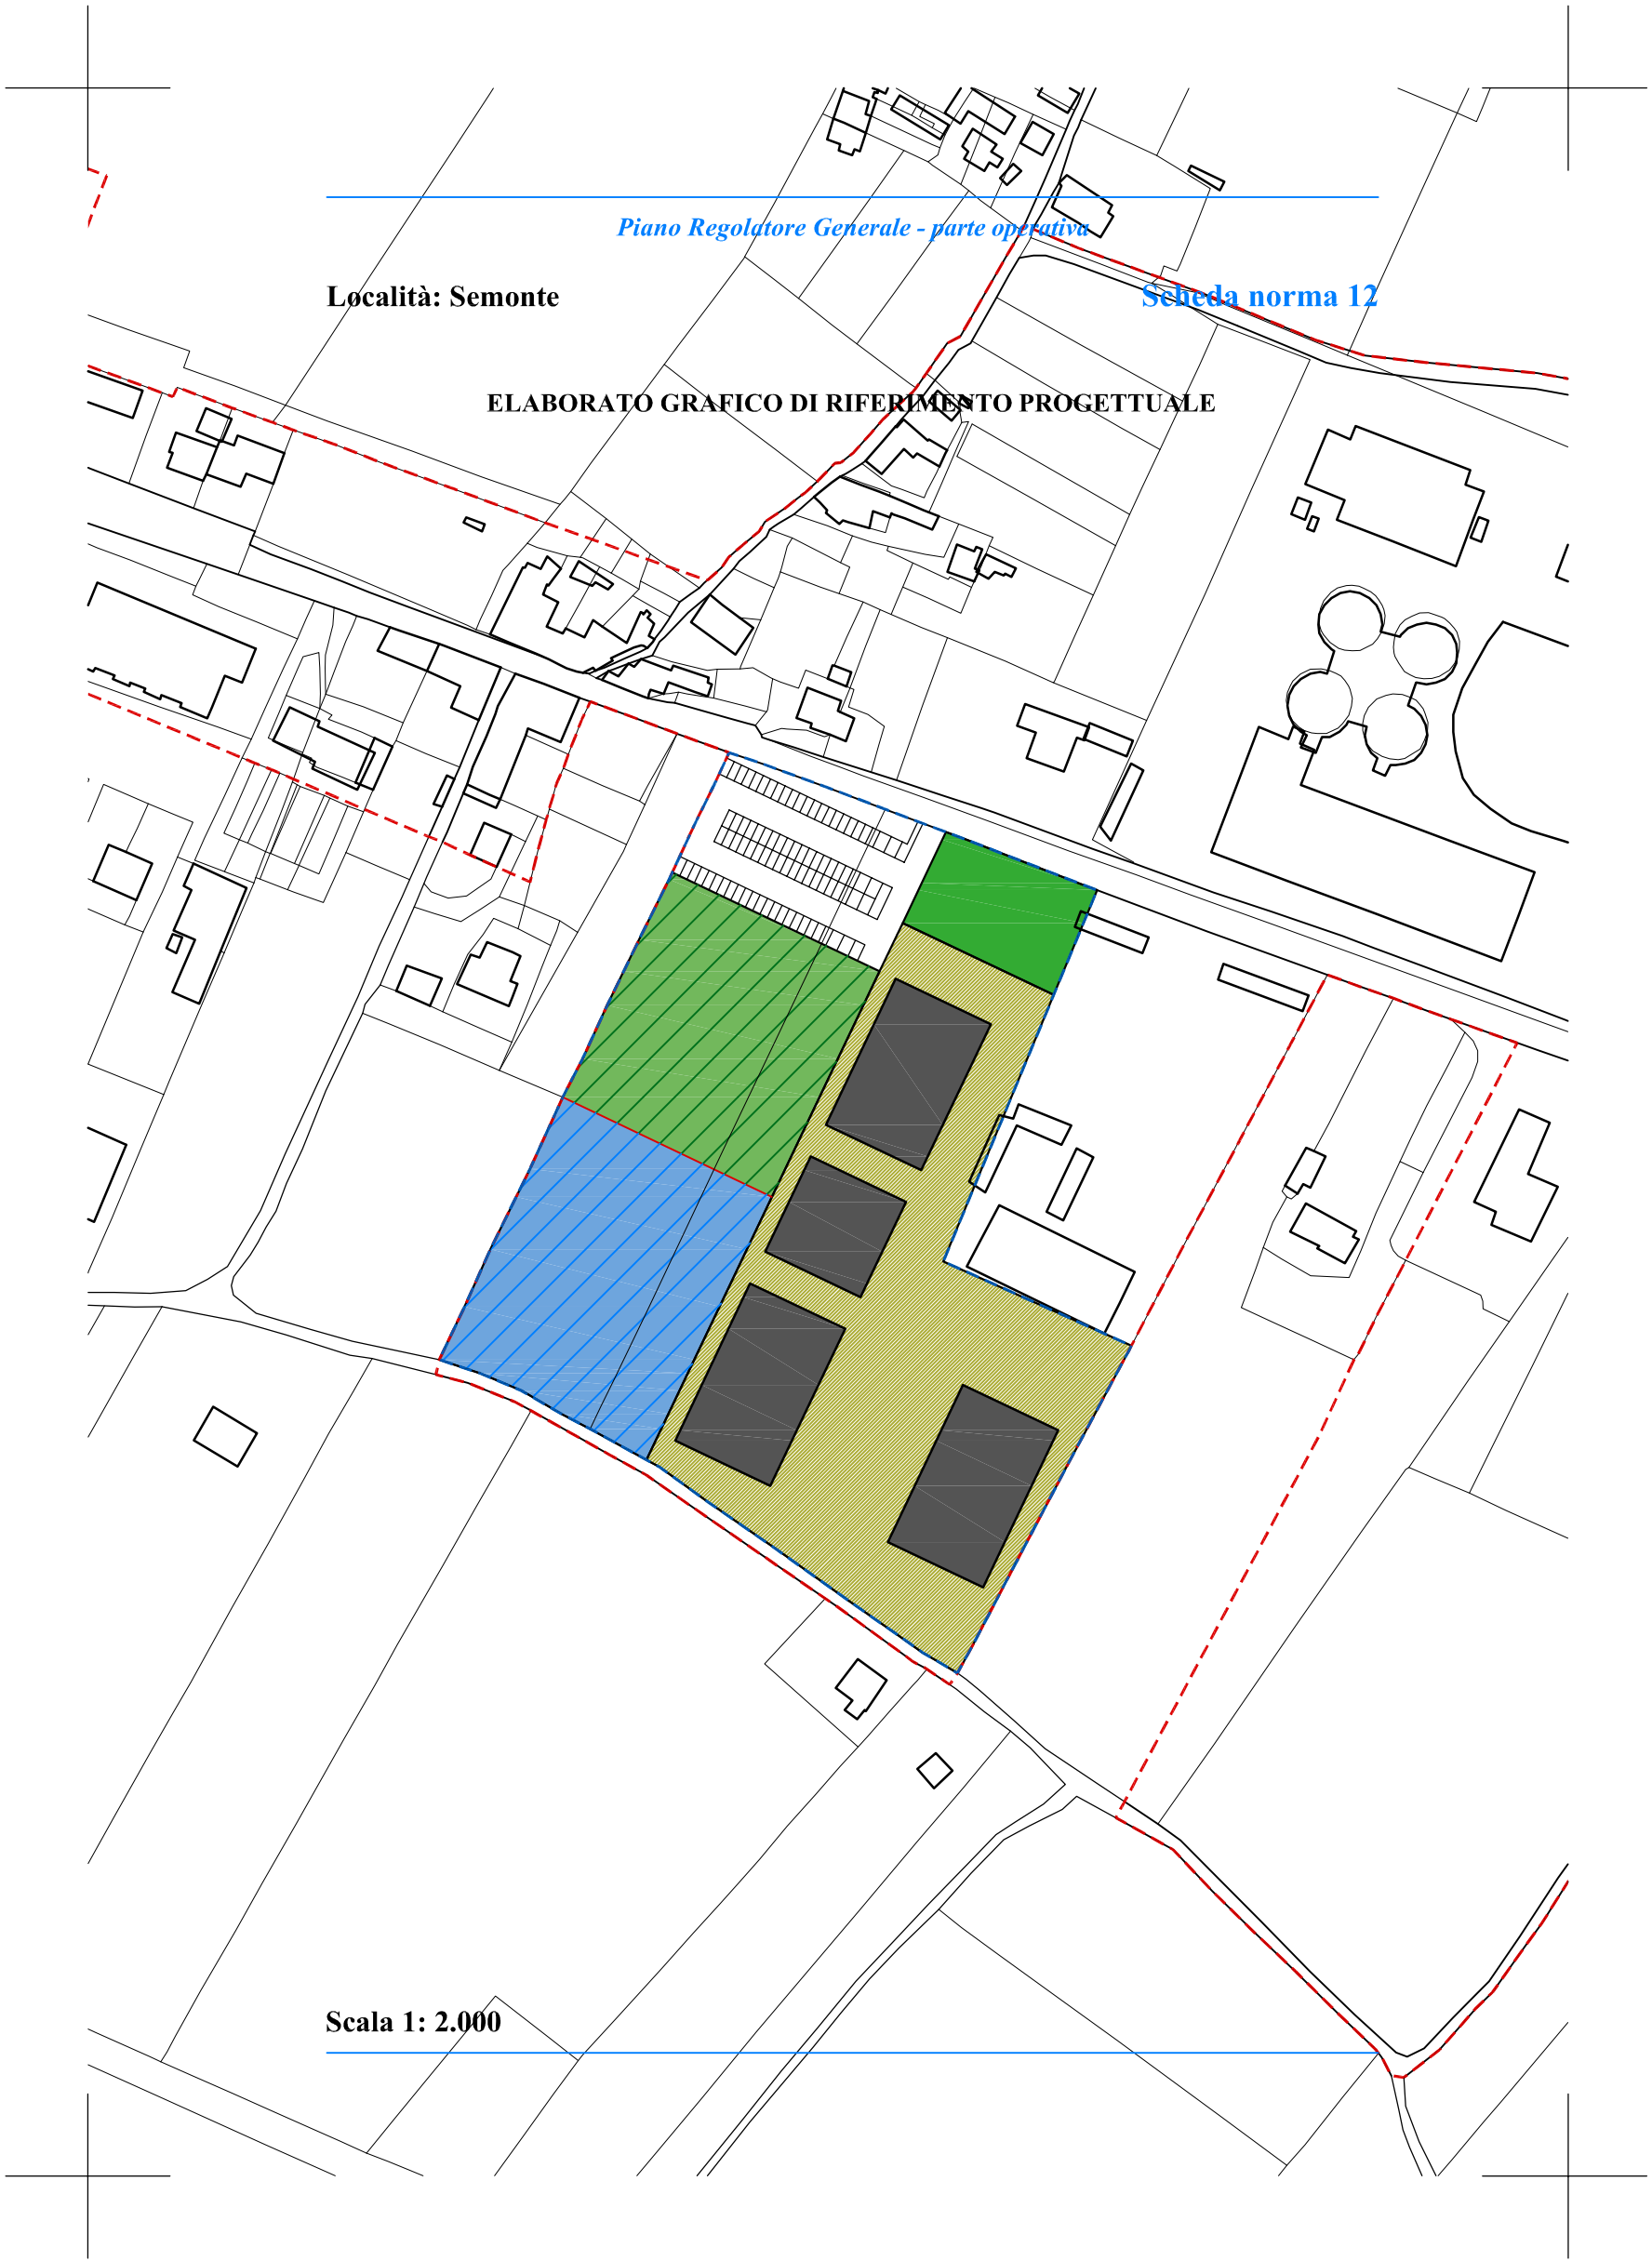 Piano Regolatore Generale - parte operativa
Località: Semonte
Scheda norma 12
ELABORATO GRAFICO DI RIFERIMENTO PROGETTUALE
Scala 1: 2.000